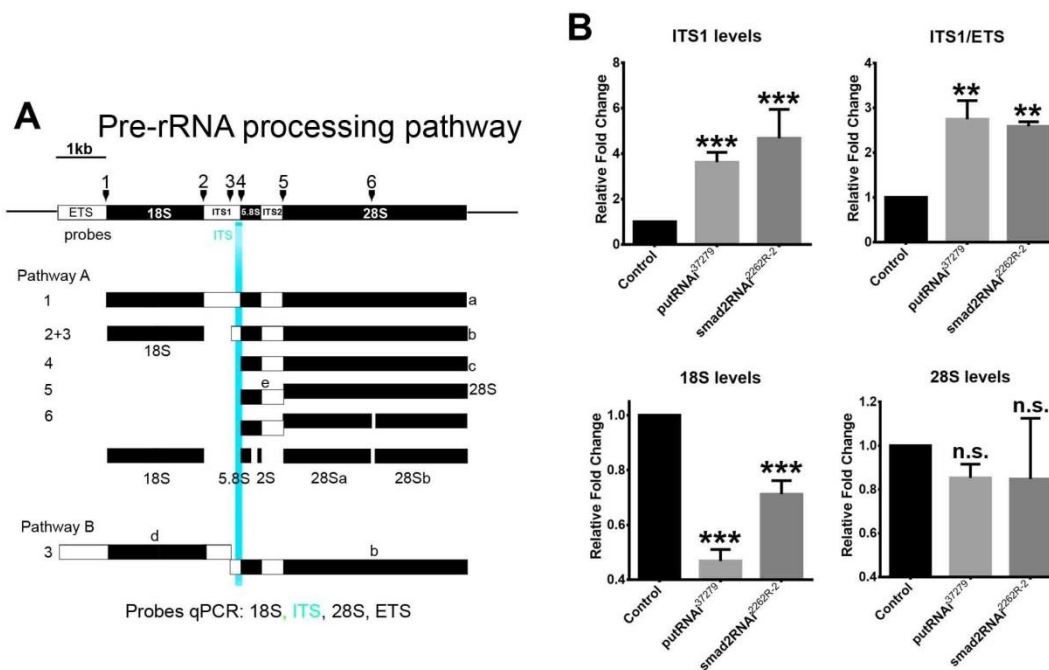 A
Pre-rRNA processing pathway
1kb
1 2 3 4 5 6
ETS 18S ITS1 5.8S ITS2 28S
probes ITS
Pathway A
1 a
2+3 b
18S
4 c
5 e 28S
6
18S 5.8S 2S 28Sa 28Sb
Pathway B
3 d b
Probes qPCR: 18S, ITS, 28S, ETS
B
ITS1 levels
Relative Fold Change
8
6
4
2
0
***
***
Control
putRNAi37279
smad2RNAi2262R-2
ITS1/ETS
Relative Fold Change
4
3
2
1
0
**
**
Control
putRNAi37279
smad2RNAi2262R-2
18S levels
Relative Fold Change
1.0
0.8
0.6
0.4
***
***
Control
putRNAi37279
smad2RNAi2262R-2
28S levels
Relative Fold Change
1.2
1.0
0.8
0.6
0.4
n.s.
n.s.
Control
putRNAi37279
smad2RNAi2262R-2